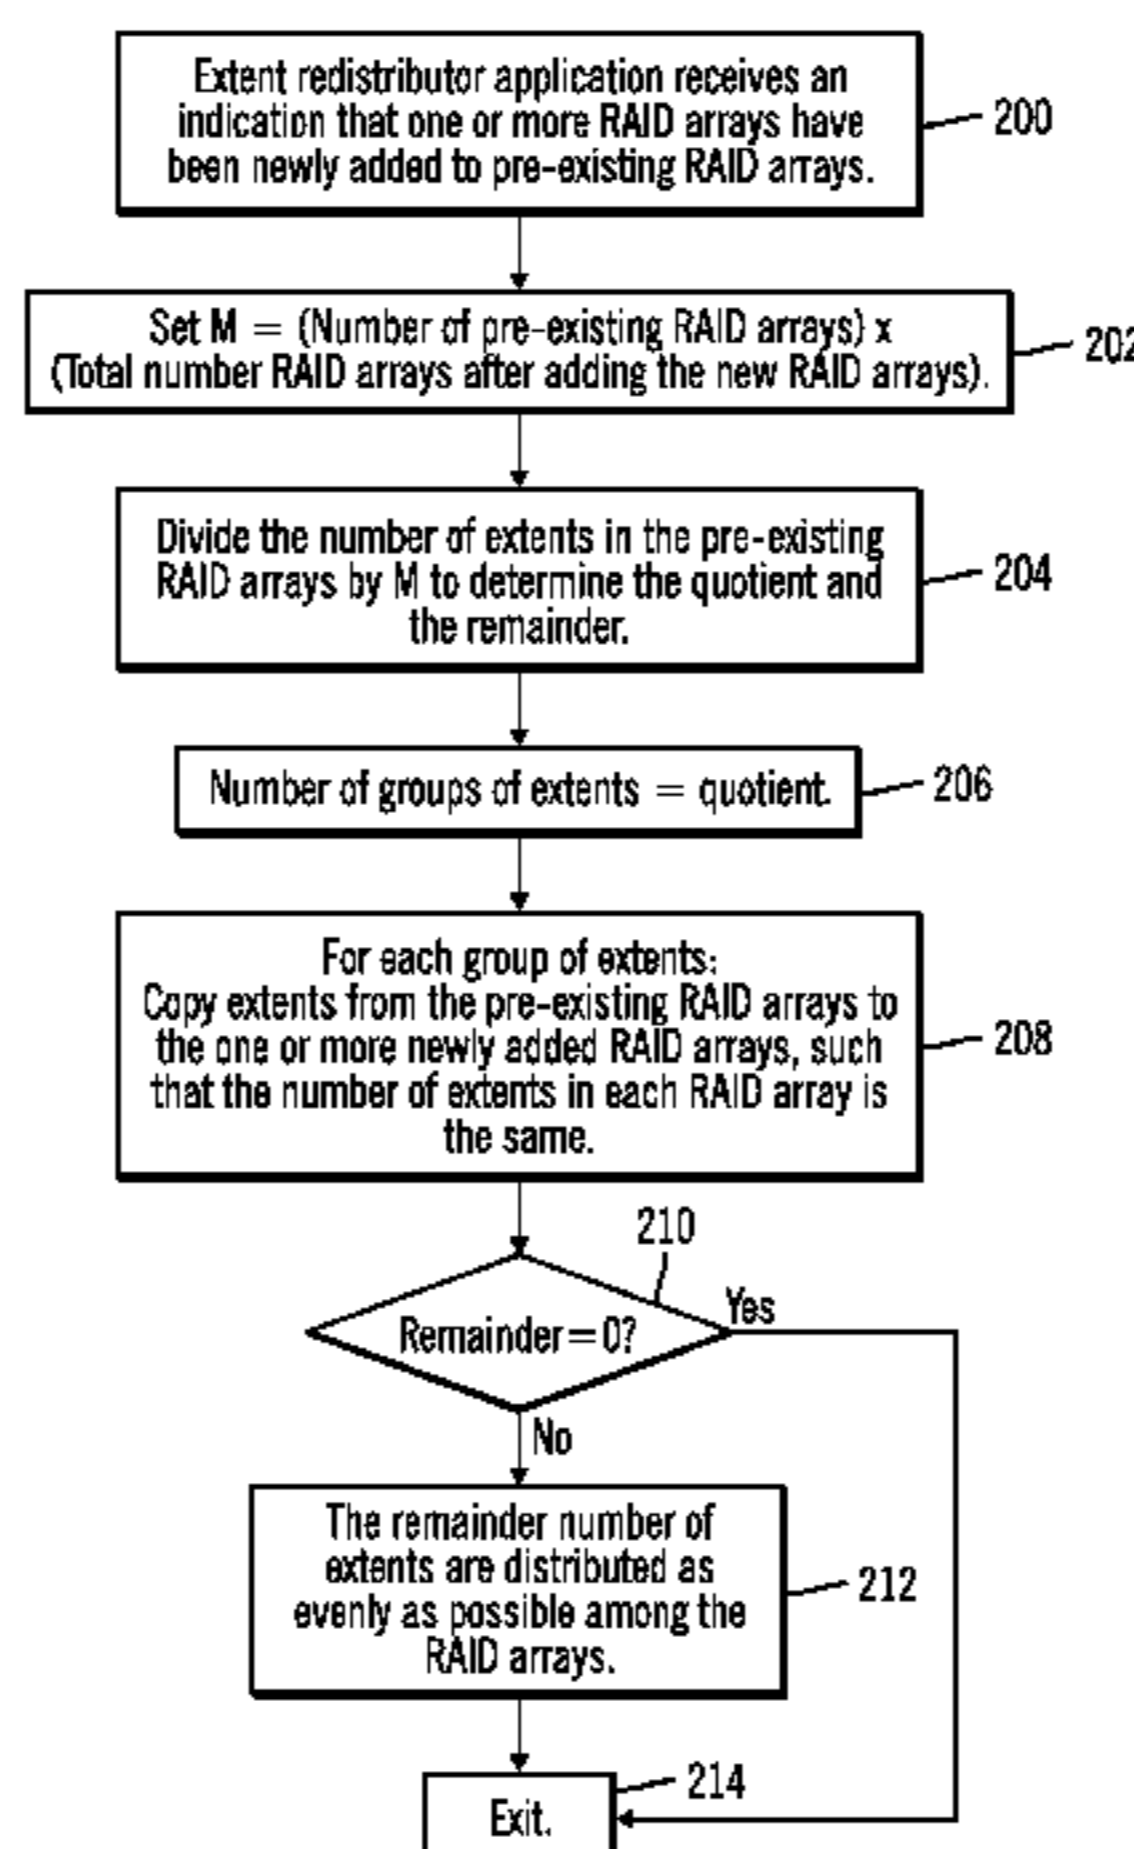 Extent redistributor application receives an
indication that one or more RAID arrays have
been newly added to pre-existing RAID arrays.
200
Set M = (Number of pre-existing RAID arrays) x
(Total number RAID arrays after adding the new RAID arrays).
202
Divide the number of extents in the pre-existing
RAID arrays by M to determine the quotient and
the remainder.
204
Number of groups of extents = quotient.
206
For each group of extents:
Copy extents from the pre-existing RAID arrays to
the one or more newly added RAID arrays, such
that the number of extents in each RAID array is
the same.
208
210
Remainder=0?
Yes
No
The remainder number of
extents are distributed as
evenly as possible among the
RAID arrays.
212
214
Exit.